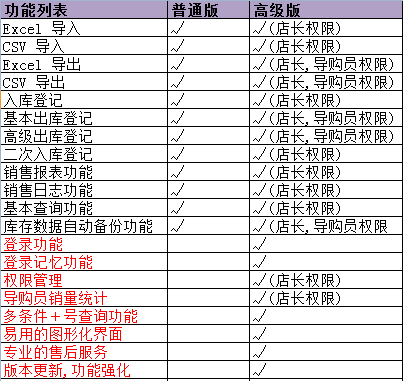 功能列表 普通版 高级版
Excel 导入 √ √(店长权限)
CSV 导入 √ √(店长权限)
Excel 导出 √ √(店长,导购员权限)
CSV 导出 √ √(店长,导购员权限)
入库登记 √ √(店长权限)
基本出库登记 √ √(店长,导购员权限)
高级出库登记 √ √(店长,导购员权限)
二次入库登记 √ √(店长权限)
销售报表功能 √ √(店长权限)
销售日志功能 √ √(店长权限)
基本查询功能 √ √(店长权限)
库存数据自动备份功能 √ √(店长,导购员权限
登录功能 √
登录记忆功能 √
权限管理 √(店长权限)
导购员销量统计 √(店长权限)
多条件＋号查询功能 √
易用的图形化界面 √
专业的售后服务 √
版本更新,功能强化 √